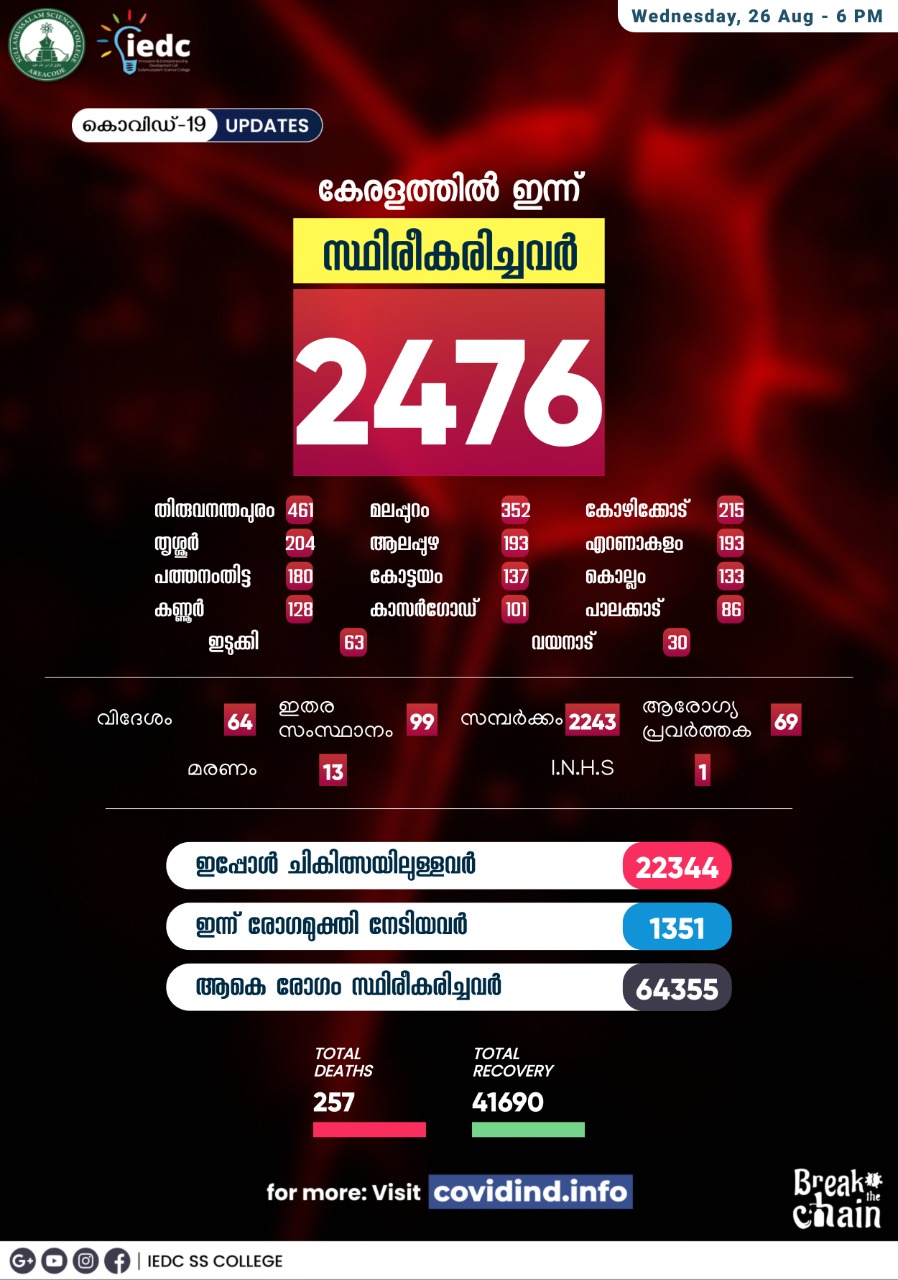 Wednesday, 26 Aug - 6 PM
SULLAMUSSALAM SCIENCE COLLEGE
AREACODE
iedc
കൊവിഡ്-19 UPDATES
കേരളത്തിൽ ഇന്ന്
സ്ഥിരീകരിച്ചവർ
2476
തിരുവനന്തപുരം 461 മലപ്പുറം 352 കോഴിക്കോട് 215
തൃശ്ശൂർ 204 ആലപ്പുഴ 193 എറണാകുളം 193
പത്തനംതിട്ട 180 കോട്ടയം 137 കൊല്ലം 133
കണ്ണൂർ 128 കാസർഗോഡ് 101 പാലക്കാട് 86
ഇടുക്കി 63 വയനാട് 30
വിദേശം 64 ഇതര സംസ്ഥാനം 99 സമ്പർക്കം 2243 ആരോഗ്യ പ്രവർത്തക 69
മരണം 13 I.N.H.S 1
ഇപ്പോൾ ചികിത്സയിലുള്ളവർ 22344
ഇന്ന് രോഗമുക്തി നേടിയവർ 1351
ആകെ രോഗം സ്ഥിരീകരിച്ചവർ 64355
TOTAL DEATHS
257
TOTAL RECOVERY
41690
for more: Visit covidind.info
Break the chain
IEDC SS COLLEGE